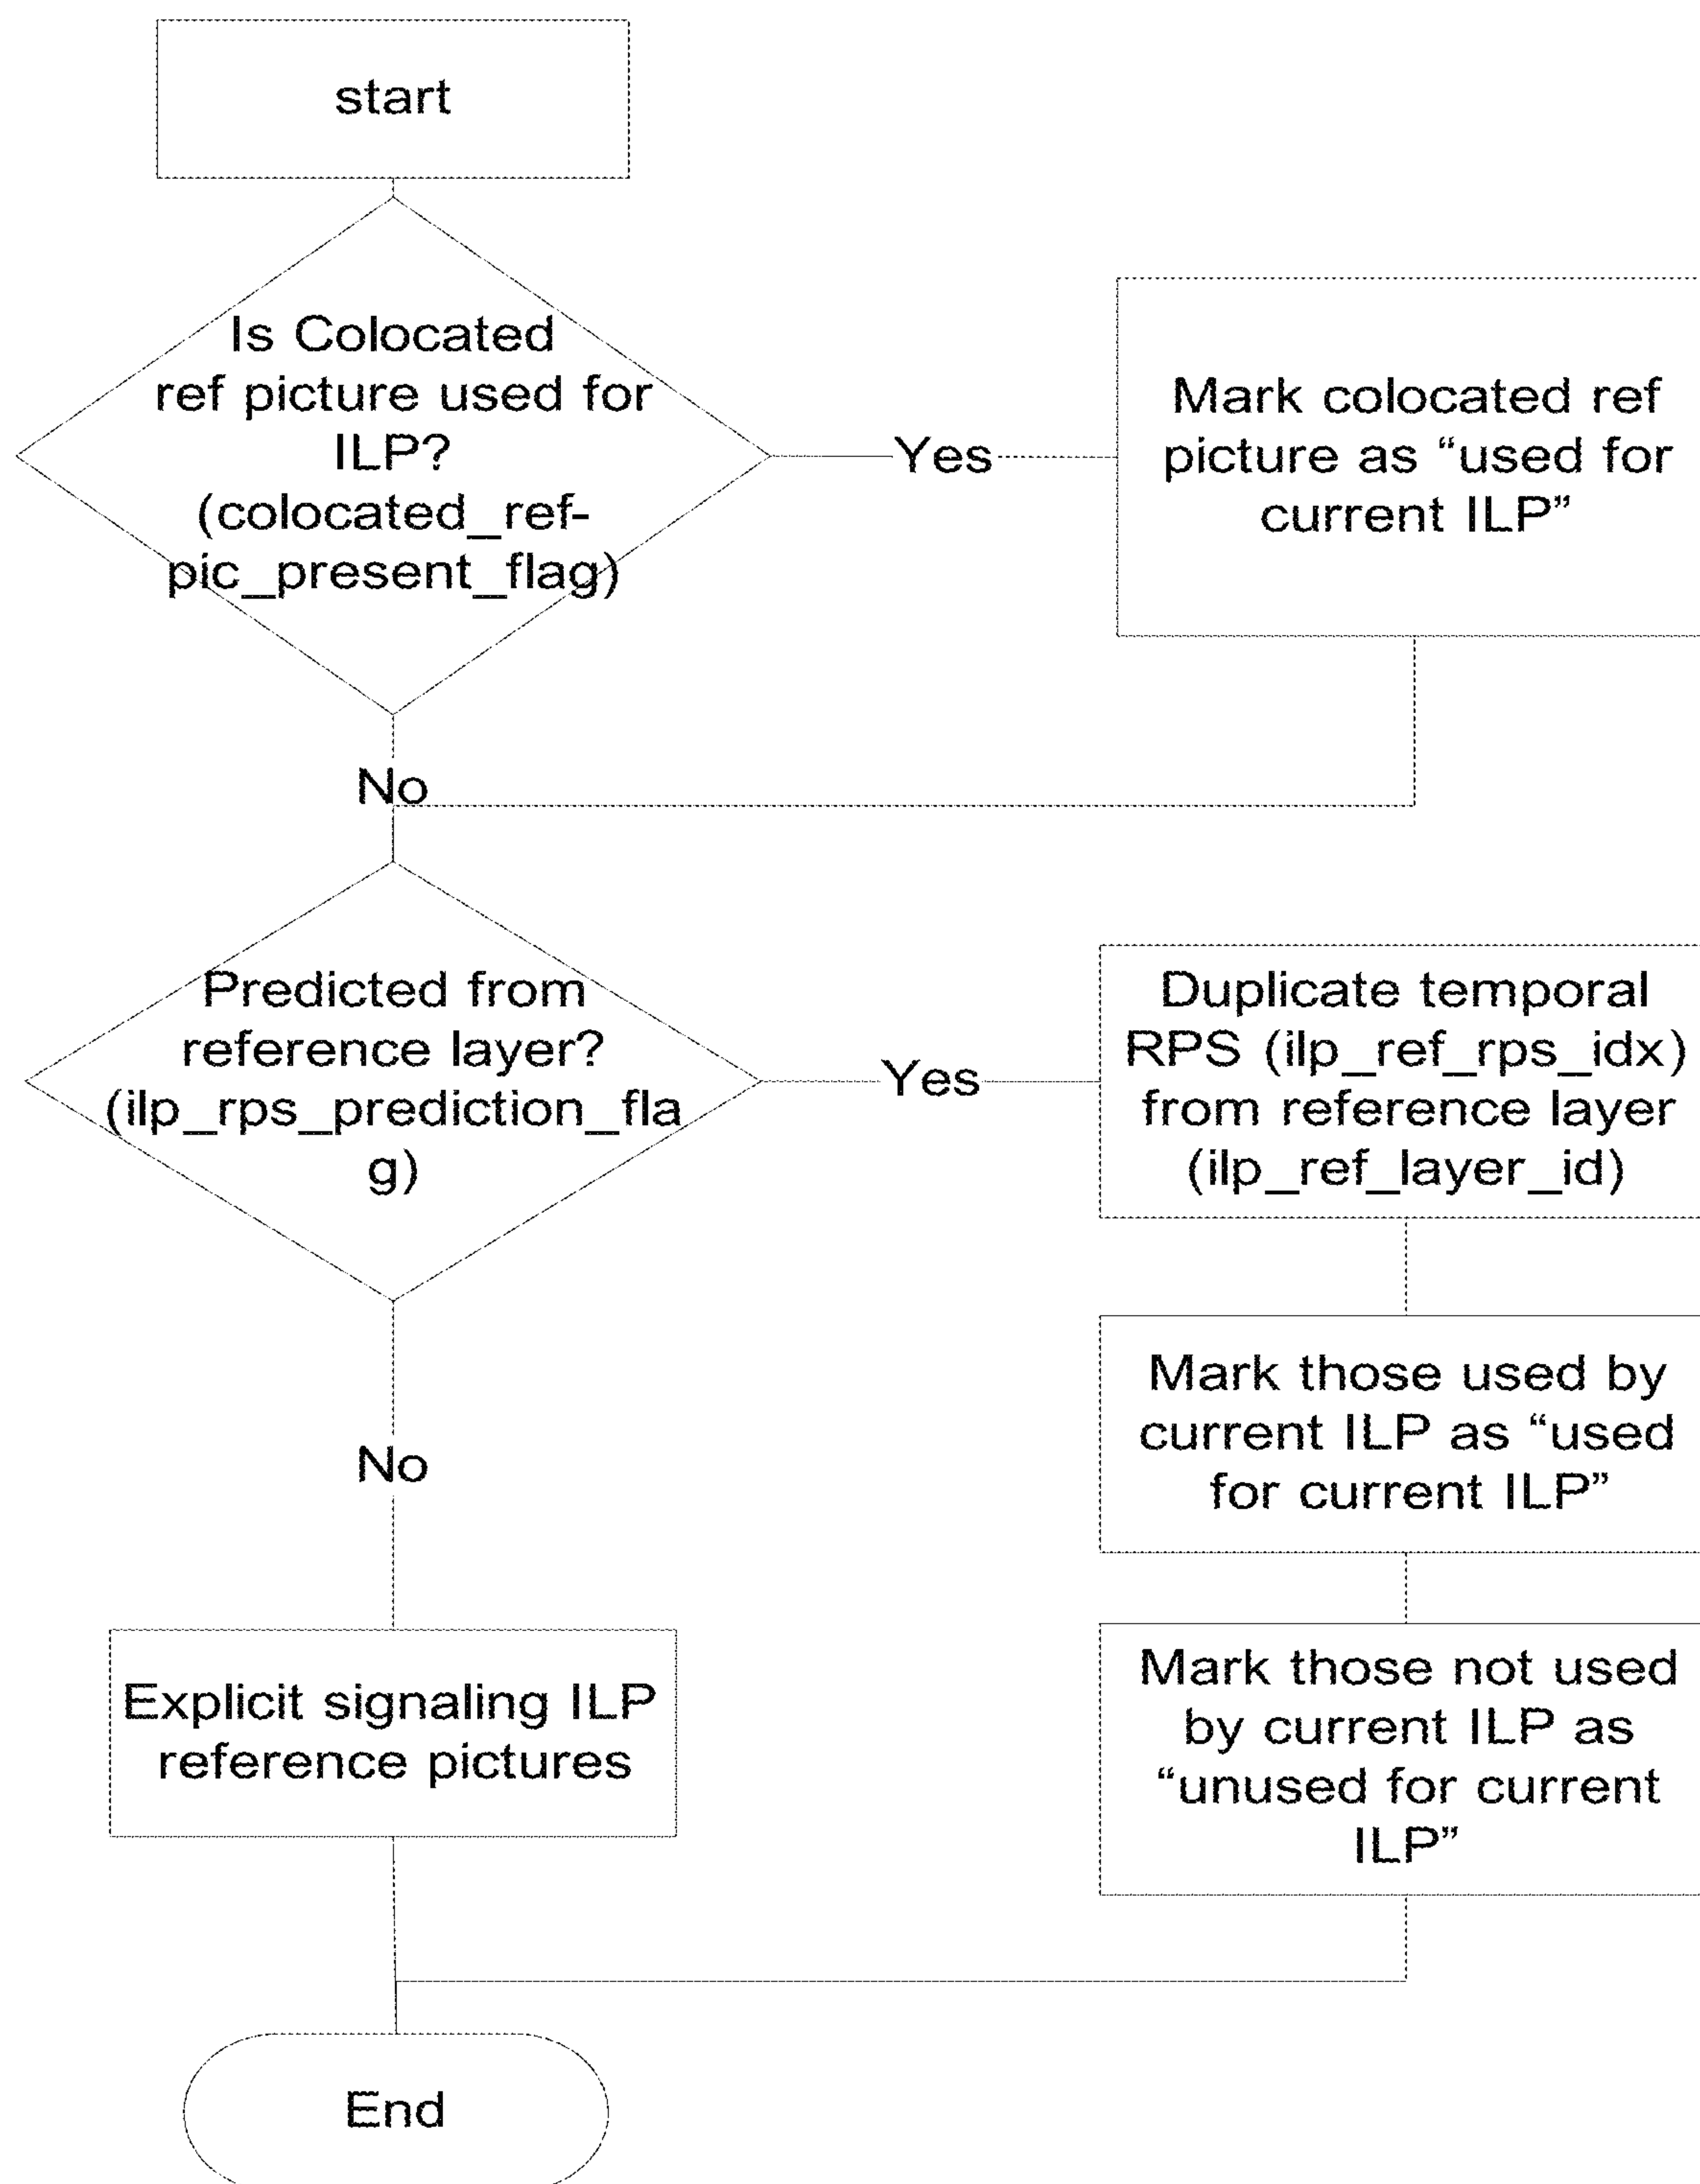 start
Is Colocated
ref picture used for
ILP?
(colocated_ref-
pic_present_flag)
Yes
Mark colocated ref
picture as “used for
current ILP”
No
Predicted from
reference layer?
(ilp_rps_prediction_fla
g)
Yes
Duplicate temporal
RPS (ilp_ref_rps_idx)
from reference layer
(ilp_ref_layer_id)
Mark those used by
current ILP as “used
for current ILP”
No
Explicit signaling ILP
reference pictures
Mark those not used
by current ILP as
“unused for current
ILP”
End